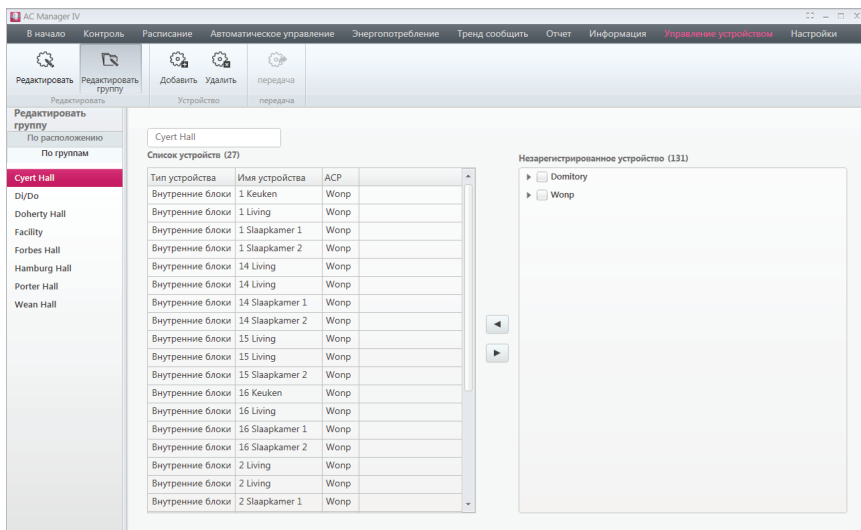 AC Manager IV
В начало Контроль Расписание Автоматическое управление Энергопотребление Тренд сообщить Отчет Информация Управление устройством Настройки
Редактировать Редактировать группу Добавить Удалить передача
Редактировать Устройство передача
Редактировать группу
По расположению
По группам
Cyert Hall
Di/Do
Doherty Hall
Facility
Forbes Hall
Hamburg Hall
Porter Hall
Wean Hall
Cyert Hall
Список устройств (27)
Тип устройства Имя устройства ACP
Внутренние блоки 1 Keuken Wonp
Внутренние блоки 1 Living Wonp
Внутренние блоки 1 Slaapkamer 1 Wonp
Внутренние блоки 1 Slaapkamer 2 Wonp
Внутренние блоки 14 Living Wonp
Внутренние блоки 14 Living Wonp
Внутренние блоки 14 Slaapkamer 1 Wonp
Внутренние блоки 14 Slaapkamer 2 Wonp
Внутренние блоки 15 Living Wonp
Внутренние блоки 15 Living Wonp
Внутренние блоки 15 Slaapkamer 2 Wonp
Внутренние блоки 16 Keuken Wonp
Внутренние блоки 16 Living Wonp
Внутренние блоки 16 Slaapkamer 1 Wonp
Внутренние блоки 16 Slaapkamer 2 Wonp
Внутренние блоки 2 Living Wonp
Внутренние блоки 2 Living Wonp
Внутренние блоки 2 Slaapkamer 1 Wonp
Незарегистрированное устройство (131)
Domitory
Wonp